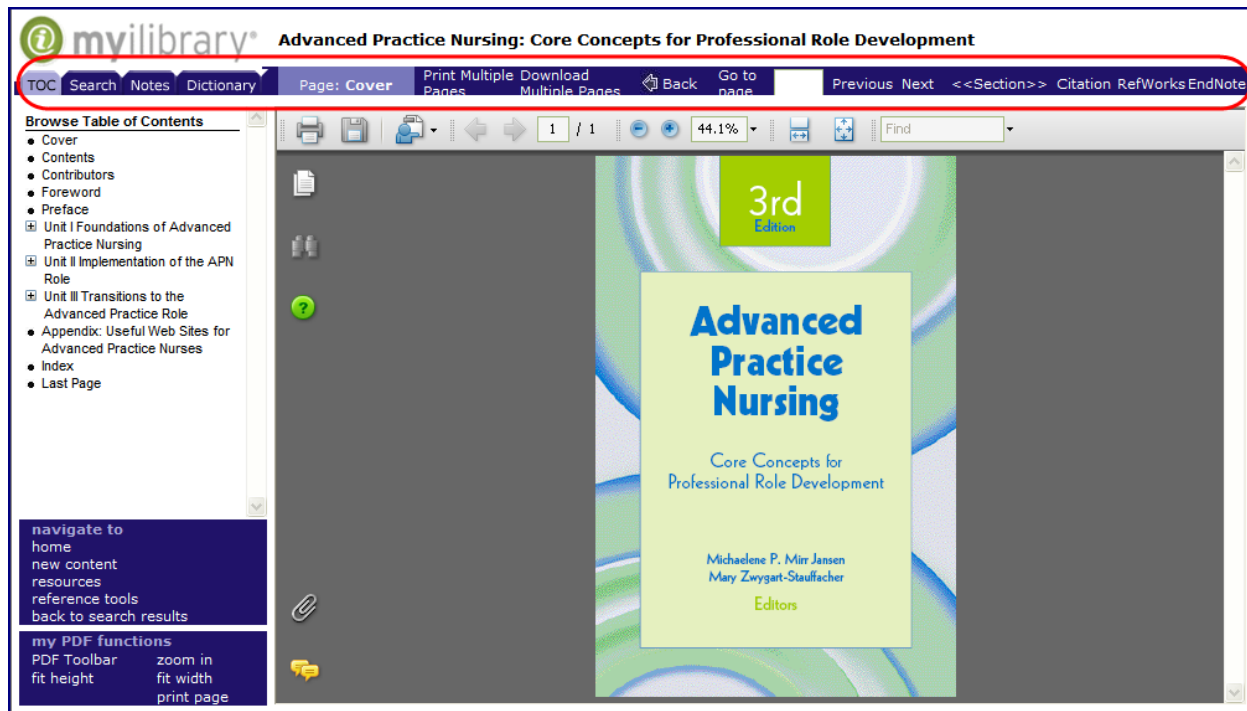 myilibrary®
Advanced Practice Nursing: Core Concepts for Professional Role Development
TOC Search Notes Dictionary
Page: Cover
Print Multiple Pages
Download Multiple Pages
Back
Go to page
Previous Next <<Section>> Citation RefWorks EndNote
Browse Table of Contents
Cover
Contents
Contributors
Foreword
Preface
Unit I Foundations of Advanced
Practice Nursing
Unit II Implementation of the APN
Role
Unit III Transitions to the
Advanced Practice Role
Appendix: Useful Web Sites for
Advanced Practice Nurses
Index
Last Page
navigate to
home
new content
resources
reference tools
back to search results
my PDF functions
PDF Toolbar zoom in
fit height fit width
print page
1 / 1
44.1%
Find
3rd
Edition
Advanced
Practice
Nursing
Core Concepts for
Professional Role Development
Michaelene P. Mirr Jansen
Mary Zwygart-Stauffacher
Editors